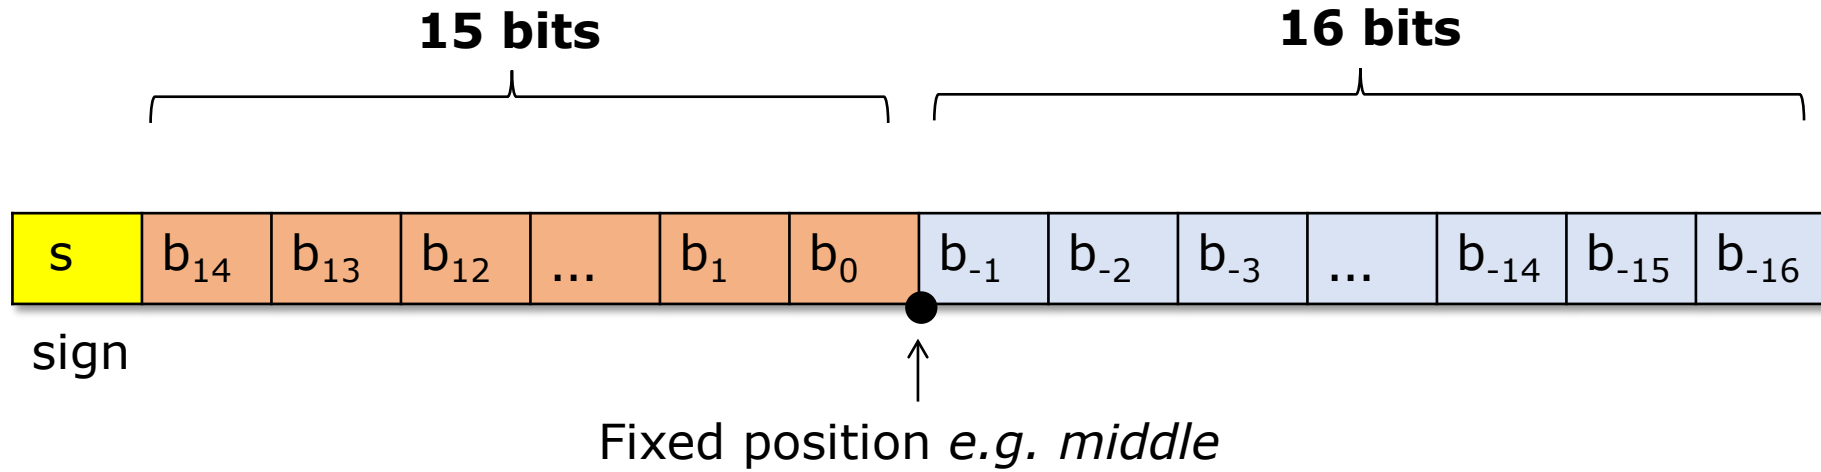 15 bits 16 bits
s b14 b13 b12 ... b1 b0 b-1 b-2 b-3 ... b-14 b-15 b-16
sign
Fixed position e.g. middle